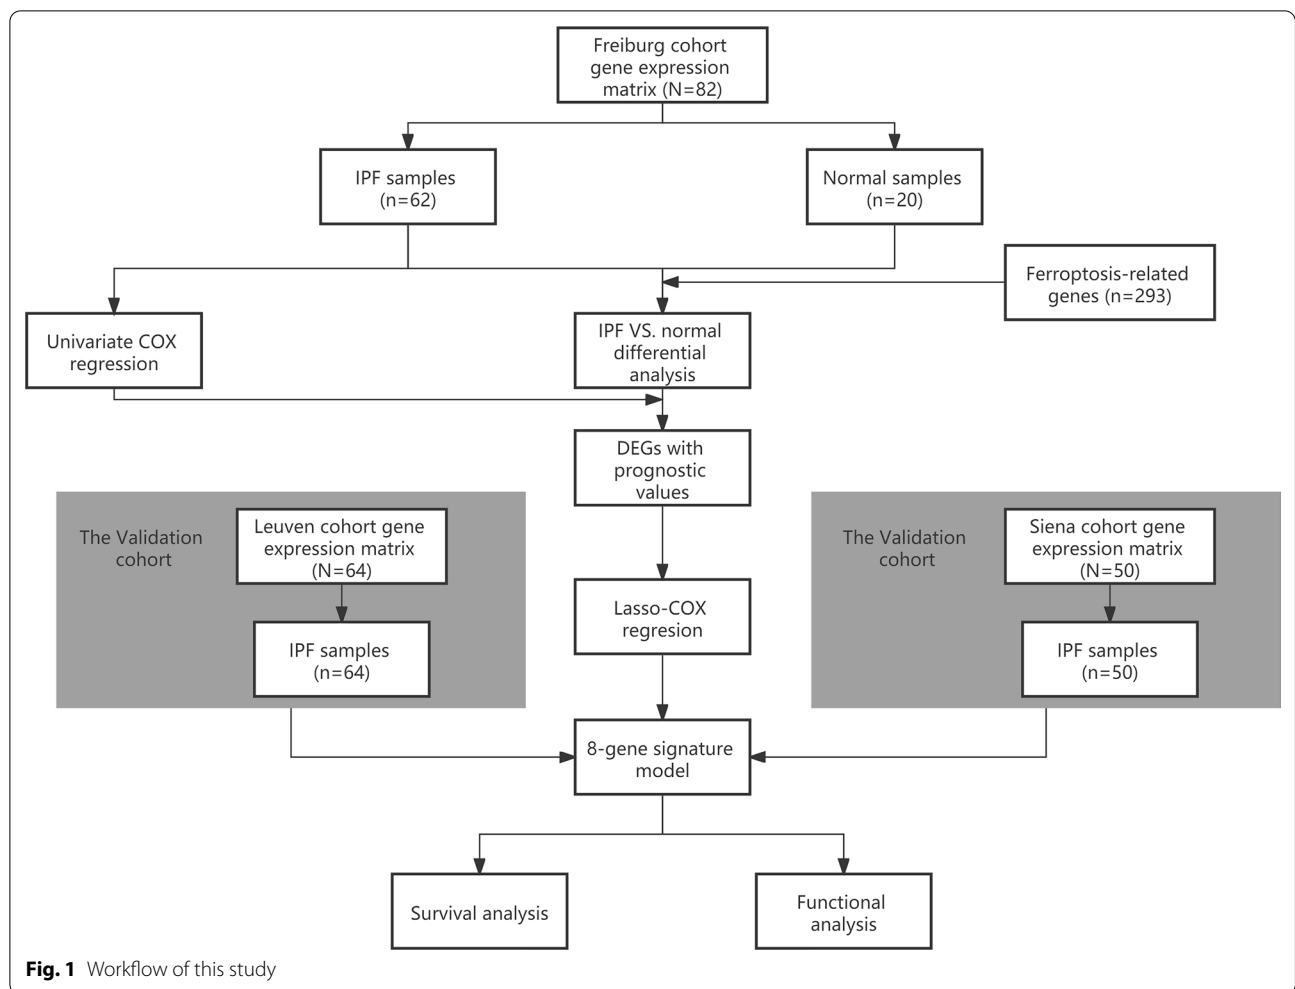 Freiburg cohort
gene expression
matrix (N=82)
IPF samples
(n=62)
Normal samples
(n=20)
Ferroptosis-related
genes (n=293)
Univariate COX
regression
IPF VS. normal
differential
analysis
DEGs with
prognostic
values
The Validation
cohort
Leuven cohort gene
expression matrix
(N=64)
IPF samples
(n=64)
The Validation
cohort
Siena cohort gene
expression matrix
(N=50)
IPF samples
(n=50)
Lasso-COX
regresion
8-gene signature
model
Survival analysis
Functional
analysis
Fig. 1 Workflow of this study